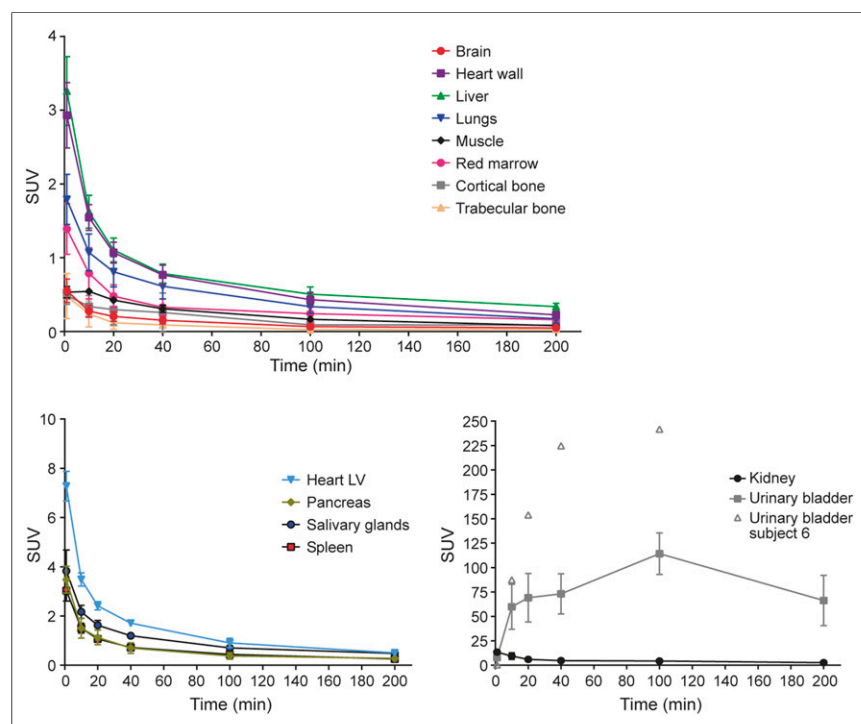 4
3
2
1
0
SUV
0 20 40 60 80 100 120 140 160 180 200
Time (min)
Brain
Heart wall
Liver
Lungs
Muscle
Red marrow
Cortical bone
Trabecular bone
10
8
6
4
2
0
SUV
0 20 40 60 80 100 120 140 160 180 200
Time (min)
Heart LV
Pancreas
Salivary glands
Spleen
250
225
200
175
150
125
100
75
50
25
0
SUV
0 20 40 60 80 100 120 140 160 180 200
Time (min)
Kidney
Urinary bladder
Urinary bladder
subject 6